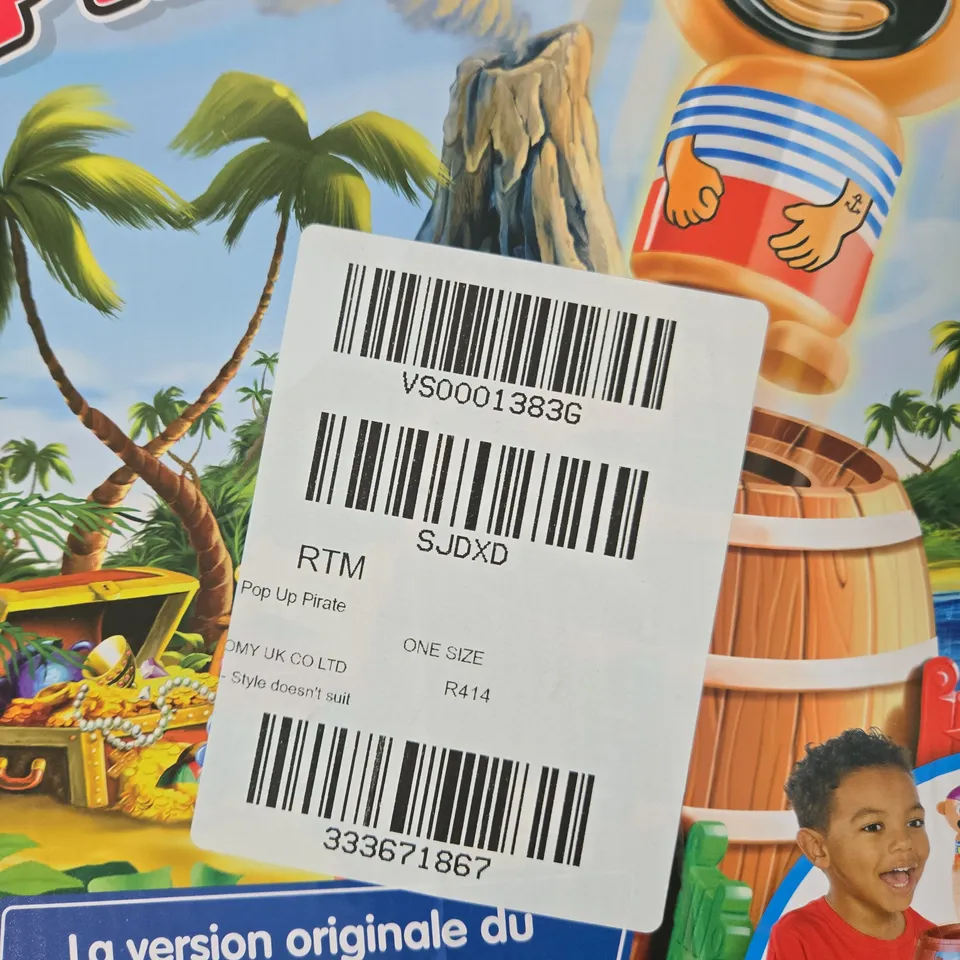 VS0001383G
SJDXD
RTM
Pop Up Pirate
OMY UK CO LTD
ONE SIZE
- Style doesn't suit
R414
333671867
La version originale du